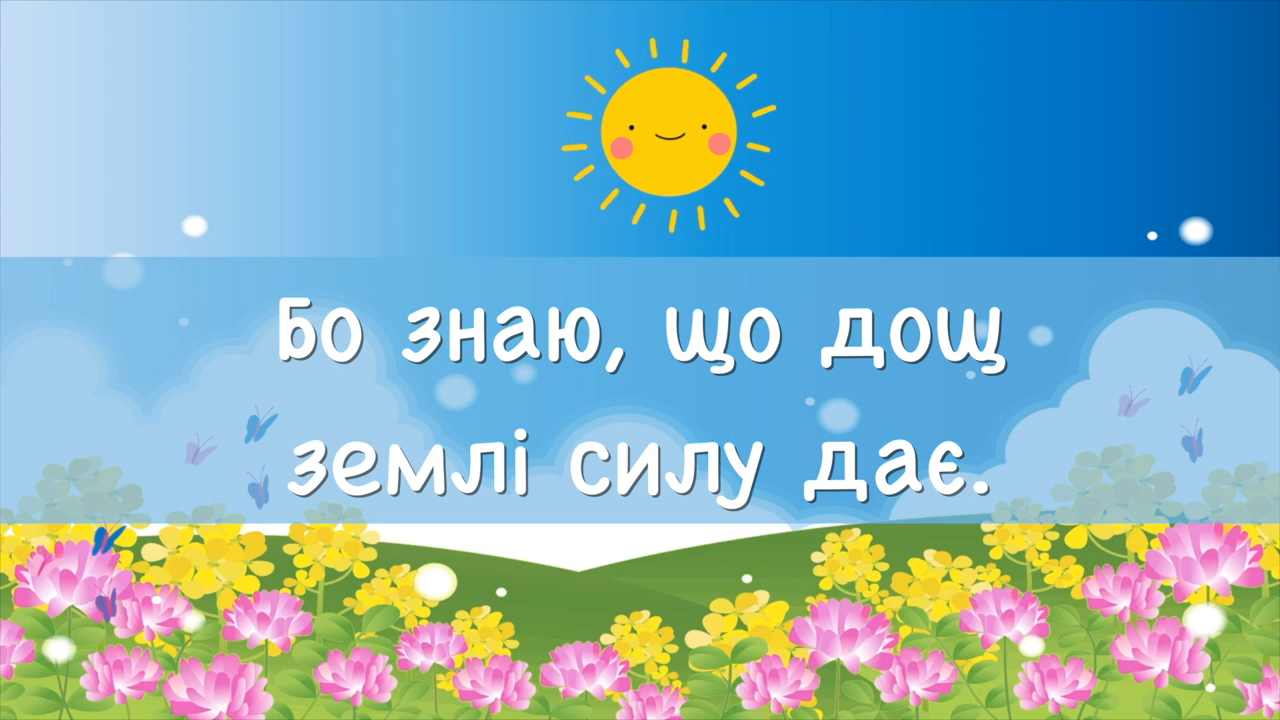 Бо знаю, що дощ
землі силу дає.